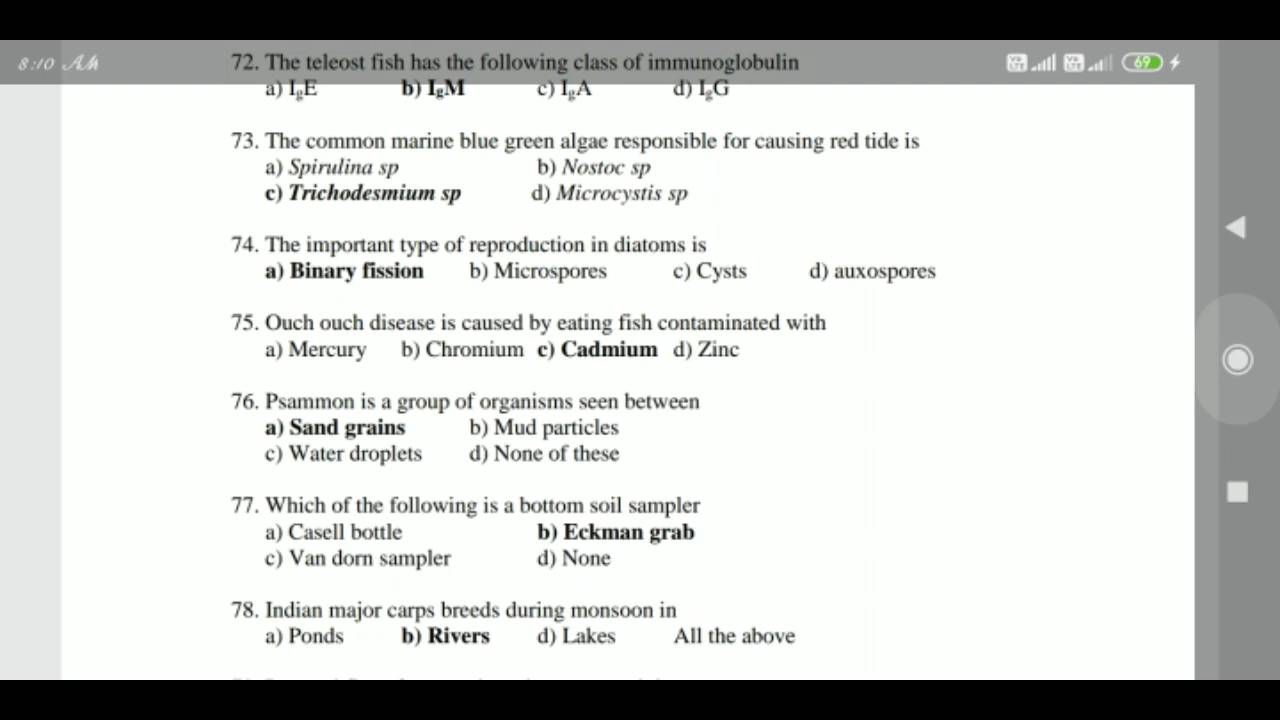 8:10 AM
69
72. The teleost fish has the following class of immunoglobulin
a) IgE b) IgM c) IgA d) IgG
73. The common marine blue green algae responsible for causing red tide is
a) Spirulina sp b) Nostoc sp
c) Trichodesmium sp d) Microcystis sp
74. The important type of reproduction in diatoms is
a) Binary fission b) Microspores c) Cysts d) auxospores
75. Ouch ouch disease is caused by eating fish contaminated with
a) Mercury b) Chromium c) Cadmium d) Zinc
76. Psammon is a group of organisms seen between
a) Sand grains b) Mud particles
c) Water droplets d) None of these
77. Which of the following is a bottom soil sampler
a) Casell bottle b) Eckman grab
c) Van dorn sampler d) None
78. Indian major carps breeds during monsoon in
a) Ponds b) Rivers d) Lakes All the above